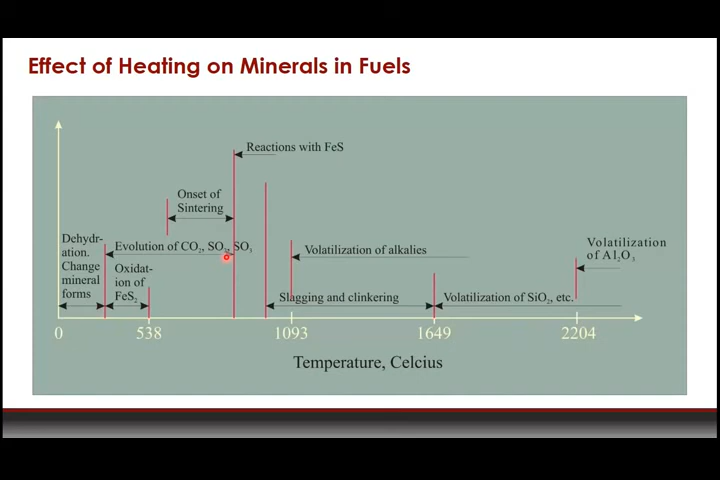 Effect of Heating on Minerals in Fuels
Reactions with FeS
Onset of
Sintering
Dehydr-
ation.
Change
mineral
forms
Evolution of CO₂, SO₃, SO₃
Oxidat-
ion of
FeS₂
Volatilization of alkalies
Volatilization
of Al₂O₃
Slagging and clinkering
Volatilization of SiO₂, etc.
0 538 1093 1649 2204
Temperature, Celcius